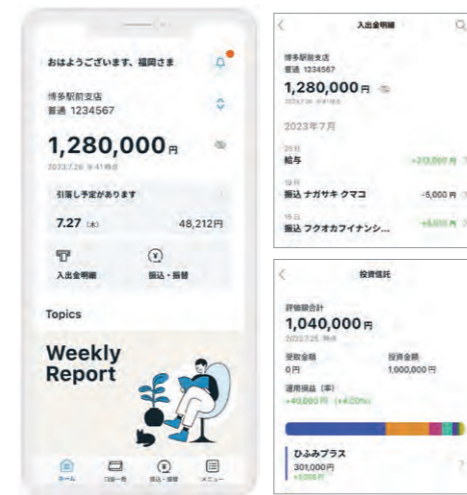 おはようございます、福岡さま
博多駅前支店
普通 1234567
1,280,000円
2023.7.26 9:41時点
引落し予定があります
7.27（木） 48,212円
入出金明細
振込・振替
Topics
Weekly
Report
ホーム
口座一覧
振込・振替
メニュー
入出金明細
博多駅前支店
普通 1234567
1,280,000円
2023年7月
給与
振込 ナガサキ クマコ -5,000円
振込 フクオカフイナンシ...
投資信託
評価額合計
1,040,000円
受取金額 投資金額
0円 1,000,000円
運用損益（率）
+40,000円（+4.00%）
ひふみプラス
301,000円